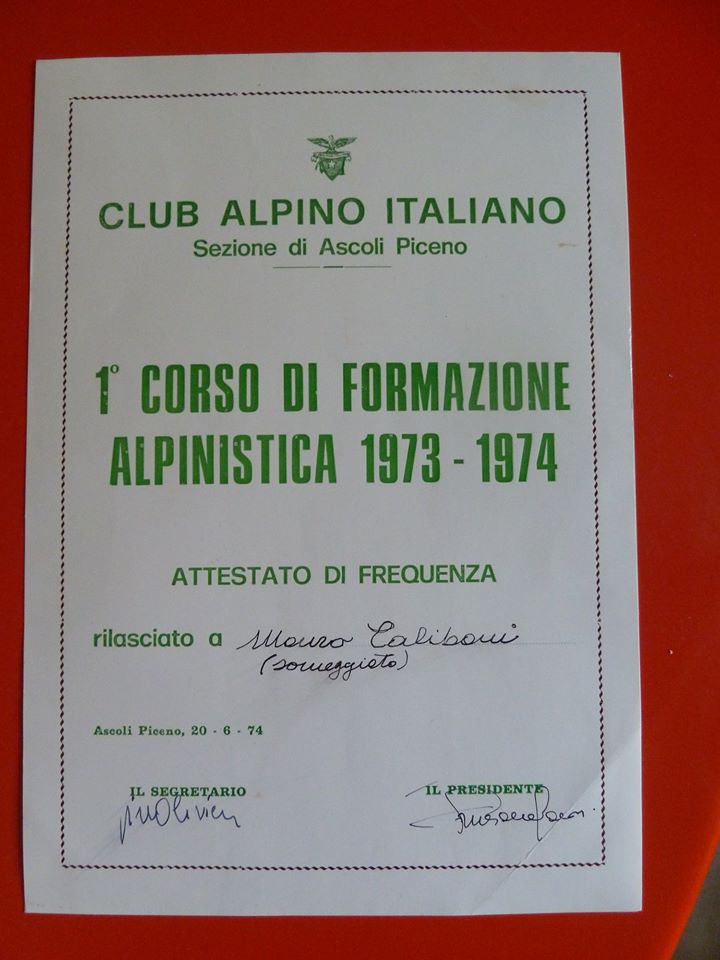 CLUB ALPINO ITALIANO
Sezione di Ascoli Piceno
1° CORSO DI FORMAZIONE
ALPINISTICA 1973 - 1974
ATTESTATO DI FREQUENZA
rilasciato a Mauro Caliboni
(someggiato)
Ascoli Piceno, 20 - 6 - 74
IL SEGRETARIO
IL PRESIDENTE